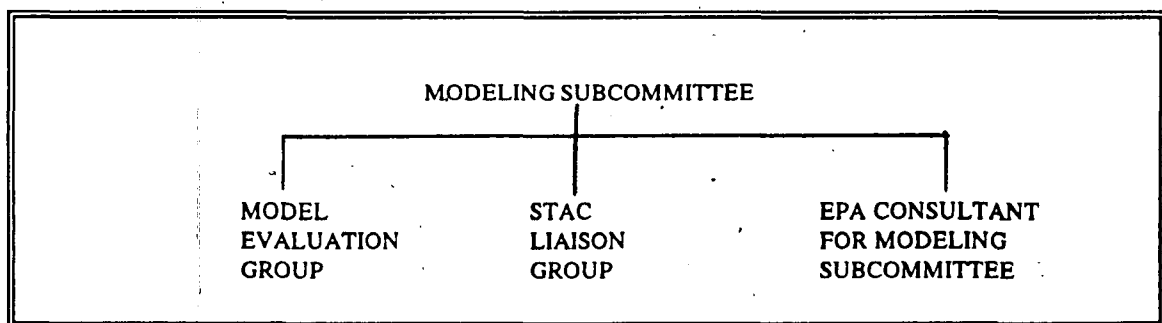 MODELING SUBCOMMITTEE
MODEL
EVALUATION
GROUP
STAC
LIAISON
GROUP
EPA CONSULTANT
FOR MODELING
SUBCOMMITTEE